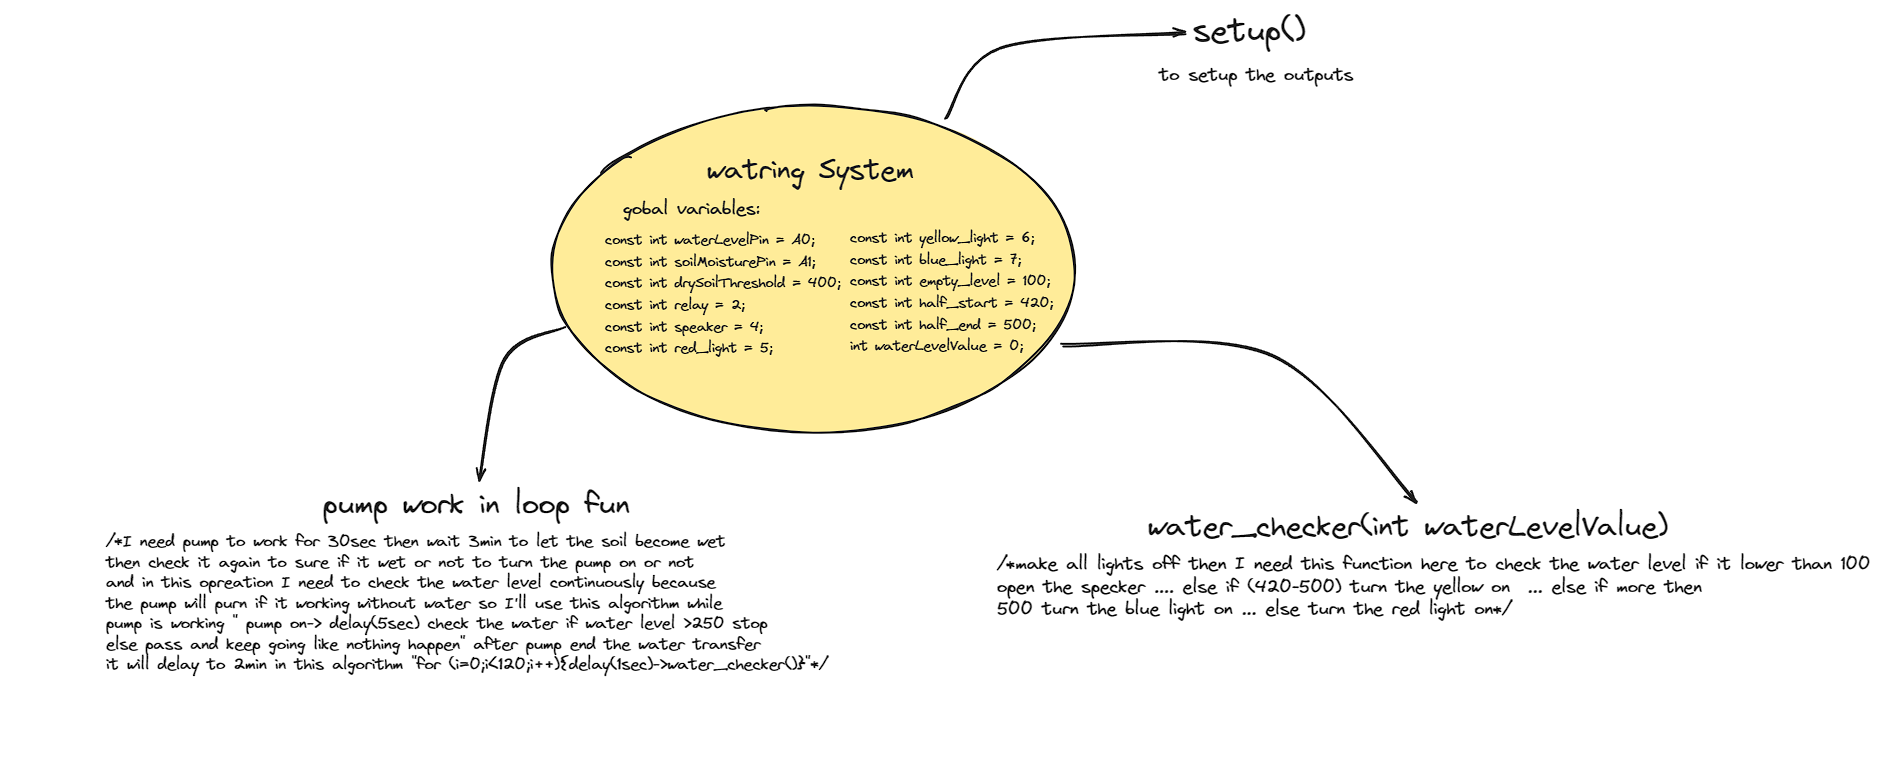 setup()
to setup the outputs
watring System
gobal variables:
const int waterLevelPin = A0;
const int soilMoisturePin = A1;
const int drySoilThreshold = 400;
const int relay = 2;
const int speaker = 4;
const int red_light = 5;
const int yellow_light = 6;
const int blue_light = 7;
const int empty_level = 100;
const int half_start = 420;
const int half_end = 500;
int waterLevelValue = 0;
pump work in loop fun
/*I need pump to work for 30sec then wait 3min to let the soil become wet
then check it again to sure if it wet or not to turn the pump on or not
and in this opreation I need to check the water level continuously because
the pump will purn if it working without water so I'll use this algorithm while
pump is working " pump on-> delay(5sec) check the water if water level >250 stop
else pass and keep going like nothing happen" after pump end the water transfer
it will delay to 2min in this algorithm "for (i=0;i<120;i++){delay(1sec)->water_checker()}"*/
water_checker(int waterLevelValue)
/*make all lights off then I need this function here to check the water level if it lower than 100
open the specker .... else if (420-500) turn the yellow on ... else if more then
500 turn the blue light on ... else turn the red light on*/